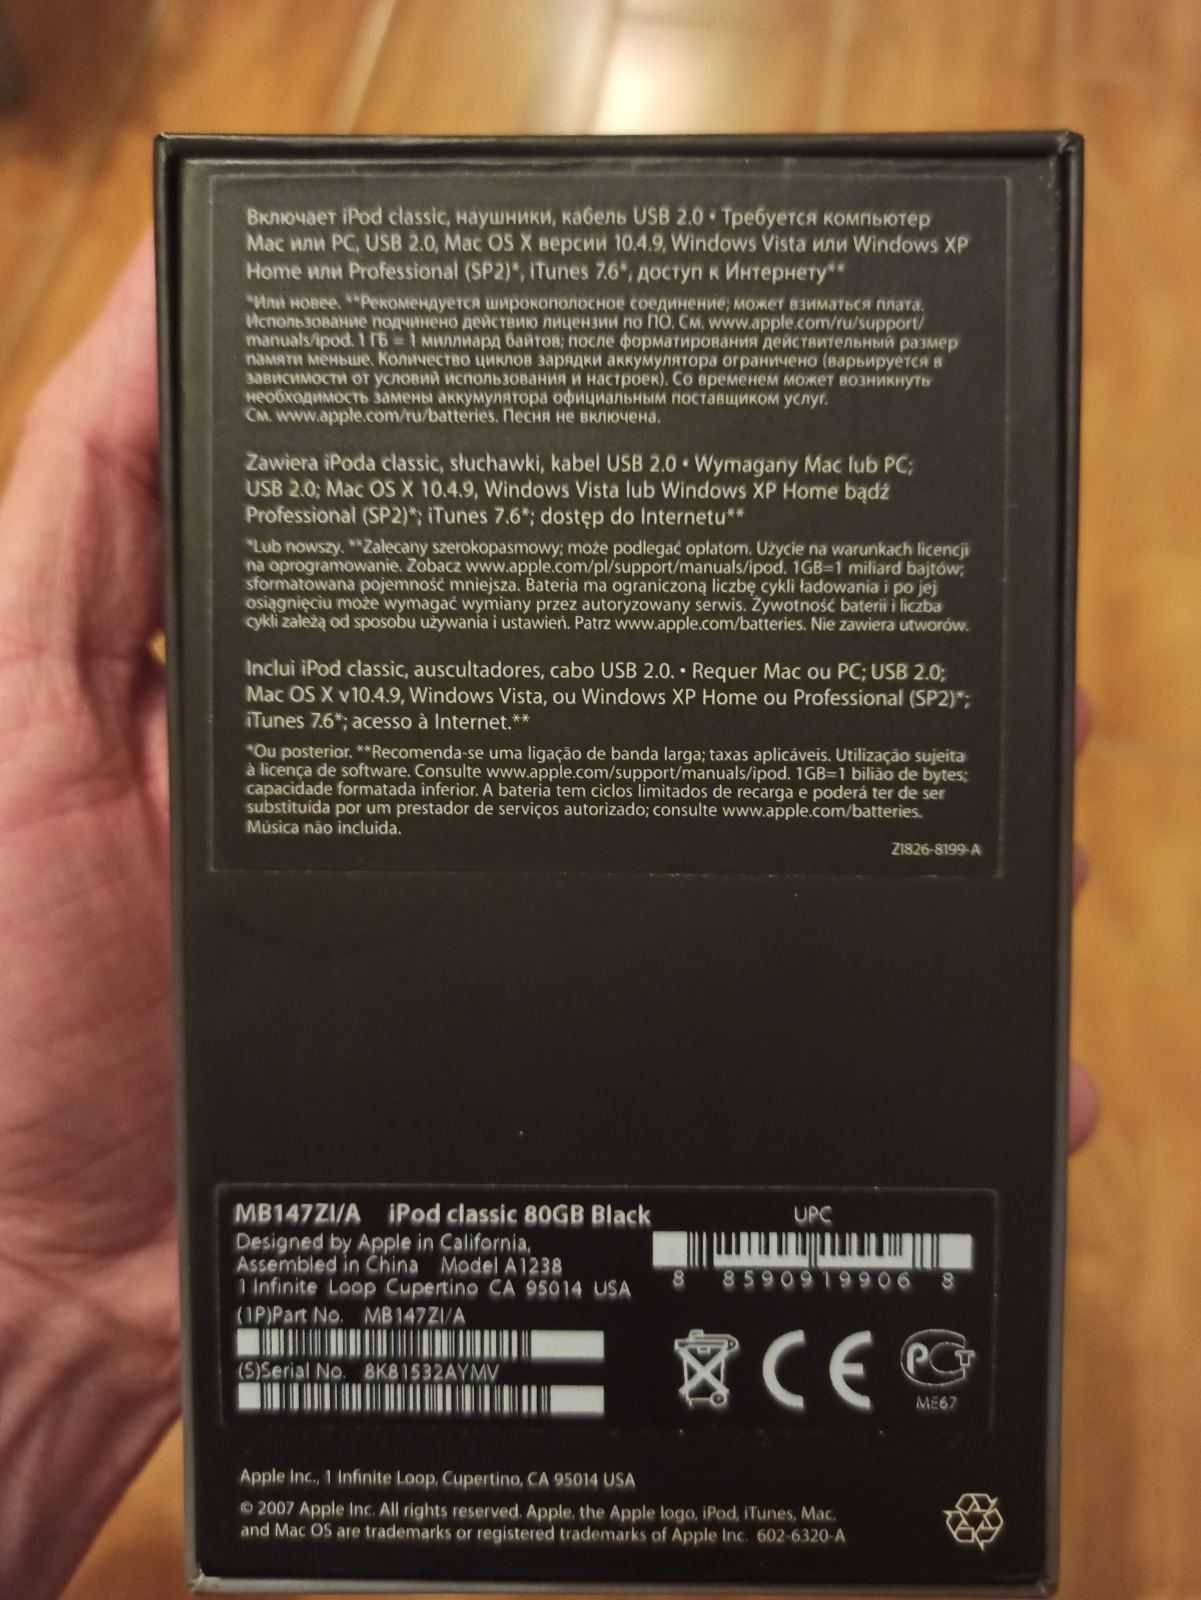 Включает iPod classic, наушники, кабель USB 2.0 • Требуется компьютер
Mac или PC, USB 2.0, Mac OS X версии 10.4.9, Windows Vista или Windows XP
Home или Professional (SP2)*, iTunes 7.6*, доступ к Интернету**
*Или новее. **Рекомендуется широкополосное соединение; может взиматься плата.
Использование подчинено действию лицензии по ПО. См. www.apple.com/ru/support/
manuals/ipod. 1 ГБ = 1 миллиард байтов; после форматирования действительный размер
памяти меньше. Количество циклов зарядки аккумулятора ограничено (варьируется в
зависимости от условий использования и настроек). Со временем может возникнуть
необходимость замены аккумулятора официальным поставщиком услуг.
См. www.apple.com/ru/batteries. Песня не включена.
Zawiera iPoda classic, słuchawki, kabel USB 2.0 • Wymagany Mac lub PC;
USB 2.0; Mac OS X 10.4.9, Windows Vista lub Windows XP Home bądź
Professional (SP2)*; iTunes 7.6*; dostęp do Internetu**
*Lub nowszy. **Zalecany szerokopasmowy; może podlegać opłatom. Użycie na warunkach licencji
na oprogramowanie. Zobacz www.apple.com/pl/support/manuals/ipod. 1GB=1 miliard bajtów;
sformatowana pojemność mniejsza. Bateria ma ograniczoną liczbę cykli ładowania i po jej
osiągnięciu może wymagać wymiany przez autoryzowany serwis. Żywotność baterii i liczba
cykli zależą od sposobu używania i ustawień. Patrz www.apple.com/batteries. Nie zawiera utworów.
Inclui iPod classic, auscultadores, cabo USB 2.0. • Requer Mac ou PC; USB 2.0;
Mac OS X v10.4.9, Windows Vista, ou Windows XP Home ou Professional (SP2)*;
iTunes 7.6*; acesso à Internet.**
*Ou posterior. **Recomenda-se uma ligação de banda larga; taxas aplicáveis. Utilização sujeita
à licença de software. Consulte www.apple.com/support/manuals/ipod. 1GB=1 bilião de bytes;
capacidade formatada inferior. A bateria tem ciclos limitados de recarga e poderá ter de ser
substituída por um prestador de serviços autorizado; consulte www.apple.com/batteries.
Música não incluída.
ZI826-8199-A
MB147ZI/A iPod classic 80GB Black
Designed by Apple in California,
Assembled in China Model A1238
1 Infinite Loop Cupertino CA 95014 USA
(1P)Part No. MB147ZI/A
(S)Serial No. 8K81532AYMV
UPC
8 85909 19906 8
CE
РСТ
ME67
Apple Inc., 1 Infinite Loop, Cupertino, CA 95014 USA
© 2007 Apple Inc. All rights reserved. Apple, the Apple logo, iPod, iTunes, Mac,
and Mac OS are trademarks or registered trademarks of Apple Inc. 602-6320-A